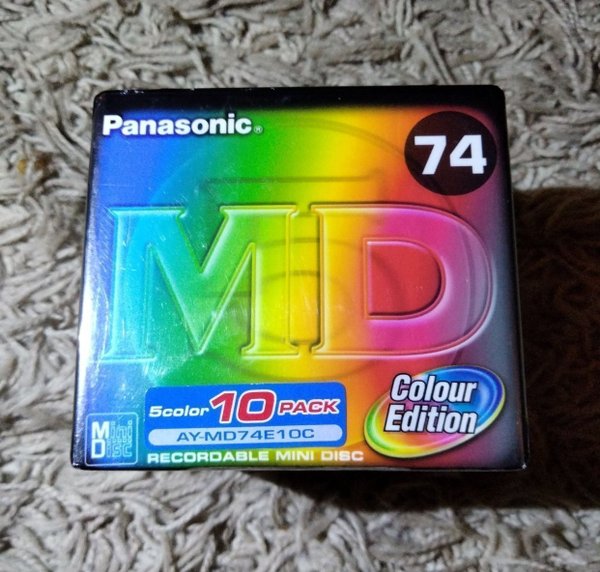 Panasonic®
74
MD
Colour
Edition
5color 10 PACK
AY-MD74E10C
Mini
Disc
RECORDABLE MINI DISC